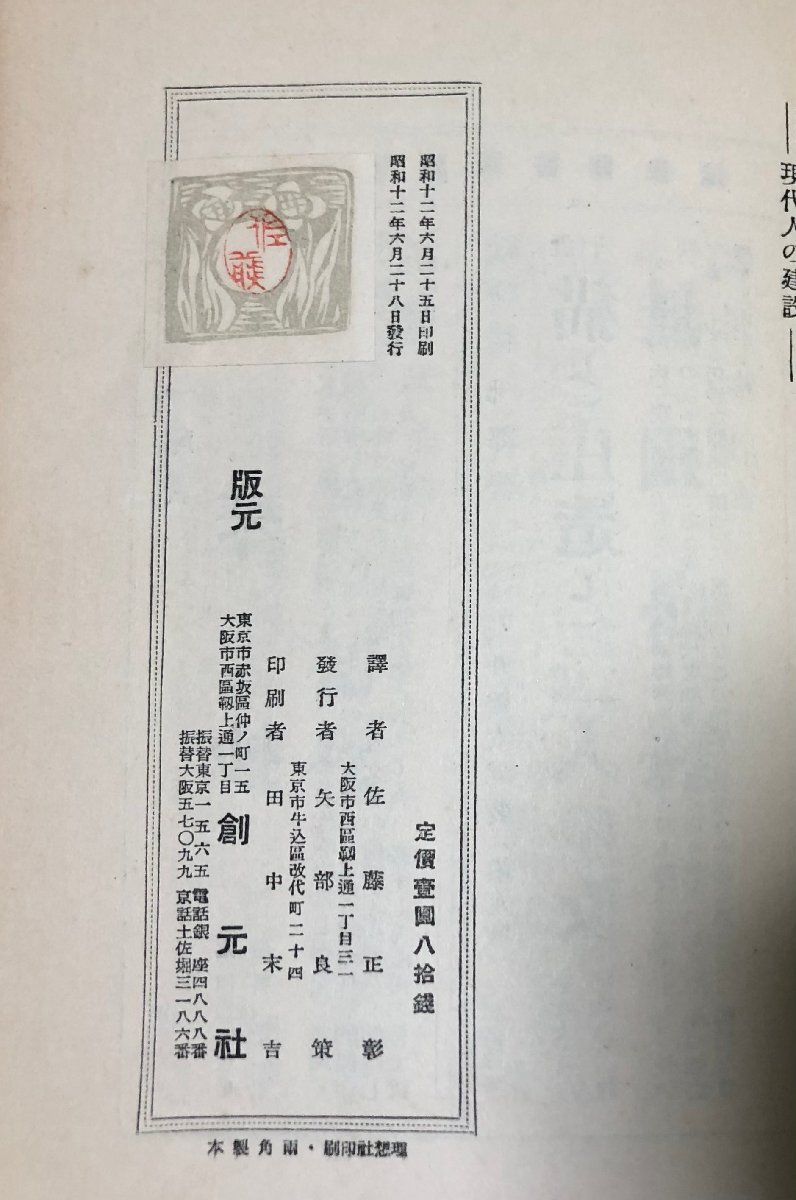 ― 現代人の建設 ―
昭和十二年六月二十五日印刷
昭和十二年六月二十八日發行
佐藤
定價壹圓八拾錢
譯者 佐藤正彰
大阪市西區靱上通一丁目三一
發行者 矢部良策
東京市牛込區改代町二十四
印刷者 田中末吉
版元
東京市赤坂區仲ノ町一五
大阪市西區靱上通一丁目
創元社
振替東京一五六五 電話銀座四八八八番
振替大阪五七〇九九 京話土佐堀三一八六番
理想社印刷・兩角製本